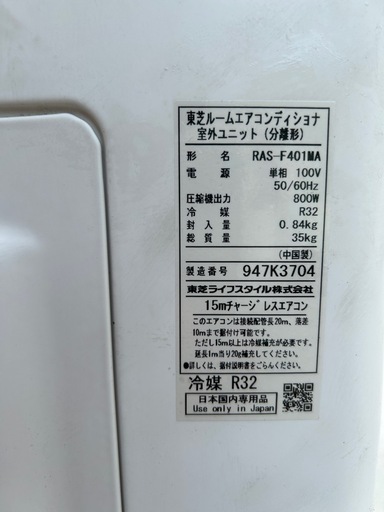 東芝ルームエアコンディショナ
室外ユニット(分離形)
形 名 RAS-F401MA
電 源 単相 100V
50/60Hz
圧縮機出力 800W
冷 媒 R32
封 入 量 0.84kg
総 質 量 35kg
(中国製)
製造番号 947K3704
東芝ライフスタイル株式会社
15mチャージレスエアコン
このエアコンは接続配管長20m、落差
10mまで据付け可能です。
ただし15m以上は冷媒補充が必要です。
延長1m当り20g補充してください。
●詳しくは、据付説明書をごらんください。
冷媒 R32
日本国内専用品
Use only in Japan